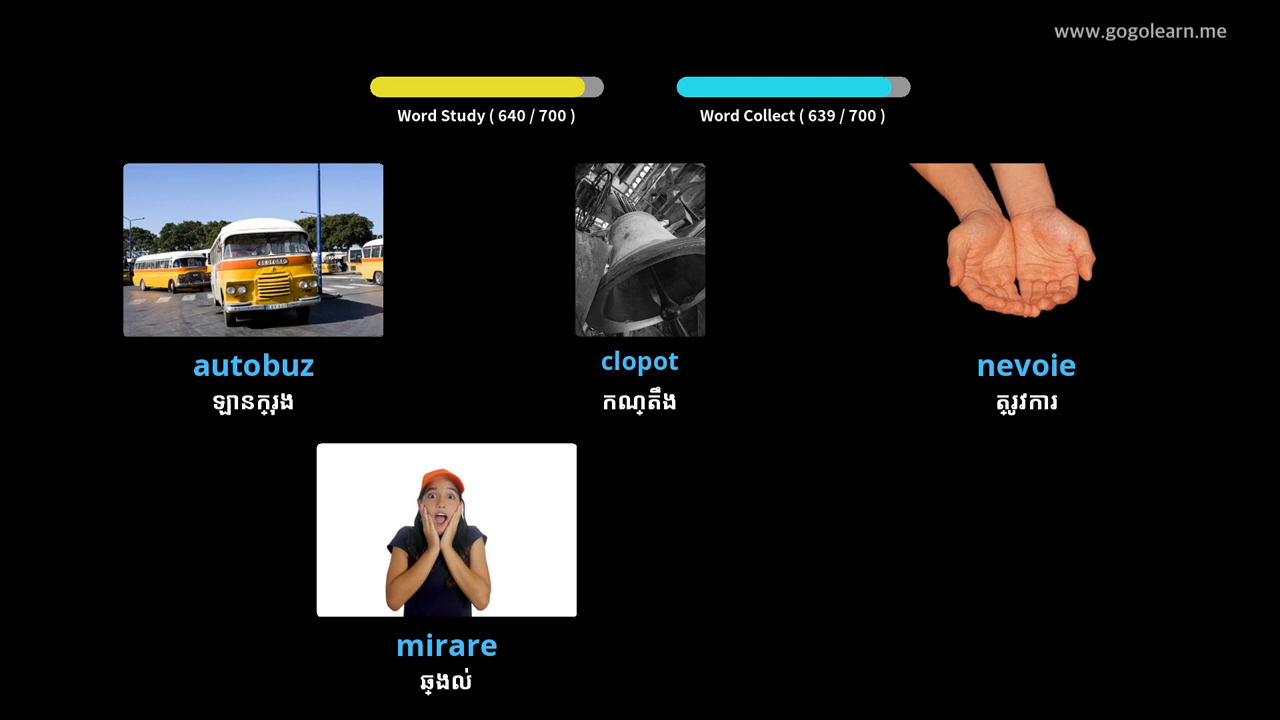 www.gogolearn.me
Word Study ( 640 / 700 )
Word Collect ( 639 / 700 )
BEDFORD
autobuz
clopot
nevoie
ឡានក្រុង
កណ្តឹង
ត្រូវការ
mirare
ឆ្ងល់